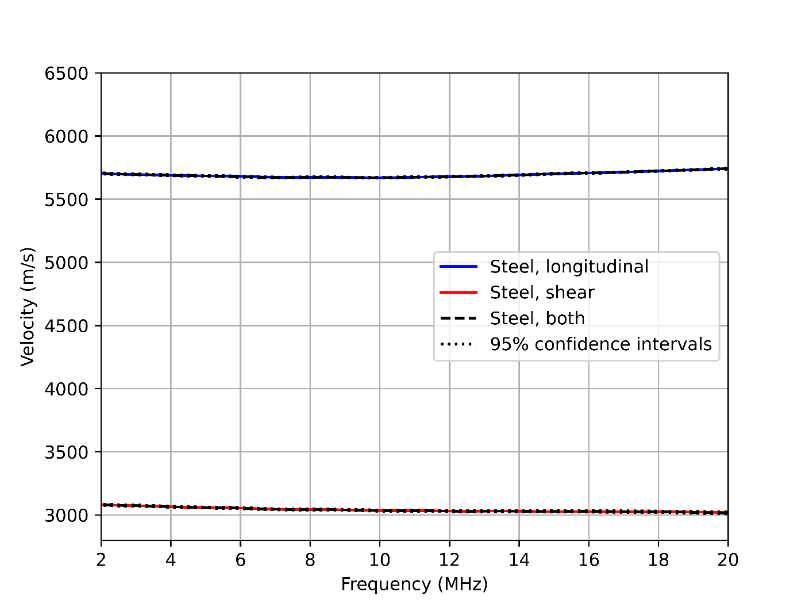 6500
6000
5500
5000
4500
4000
3500
3000
Velocity (m/s)
Steel, longitudinal
Steel, shear
Steel, both
95% confidence intervals
2 4 6 8 10 12 14 16 18 20
Frequency (MHz)